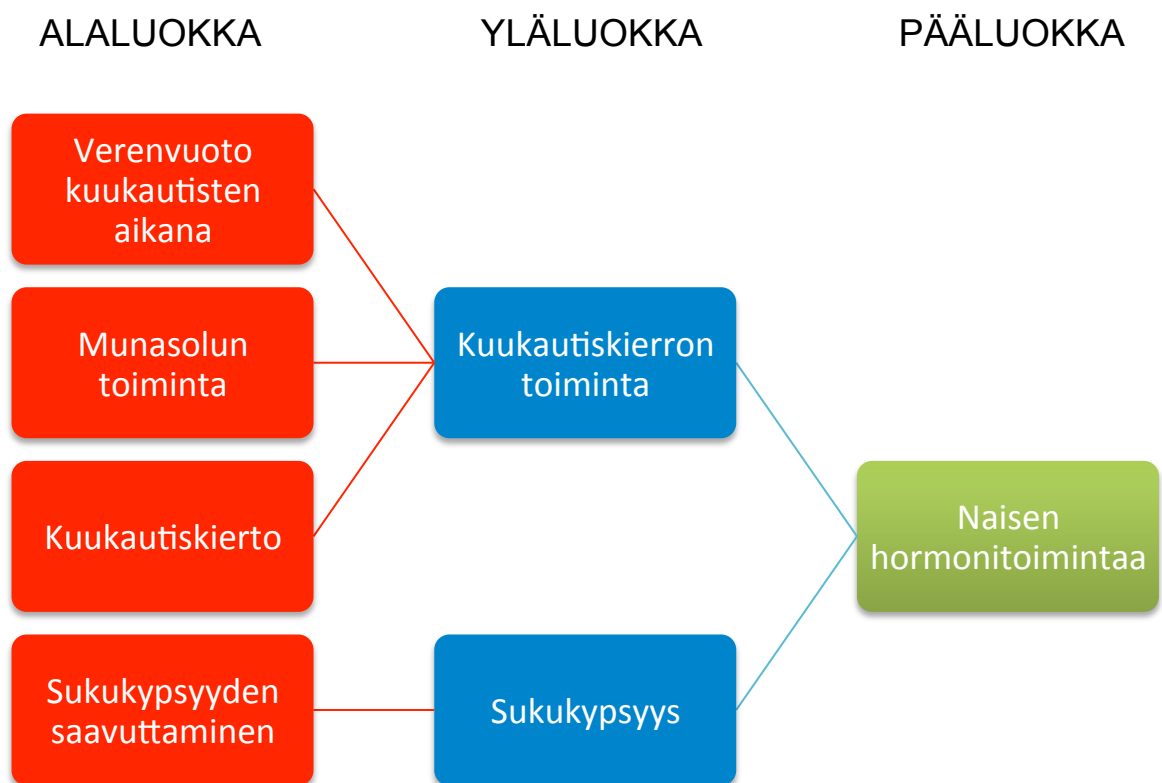 ALALUOKKA
YLÄLUOKKA
PÄÄLUOKKA
Verenvuoto
kuukautisten
aikana
Munasolun
toiminta
Kuukautiskierto
Sukukypsyyden
saavuttaminen
Kuukautiskierron
toiminta
Sukukypsyys
Naisen
hormonitoimintaa